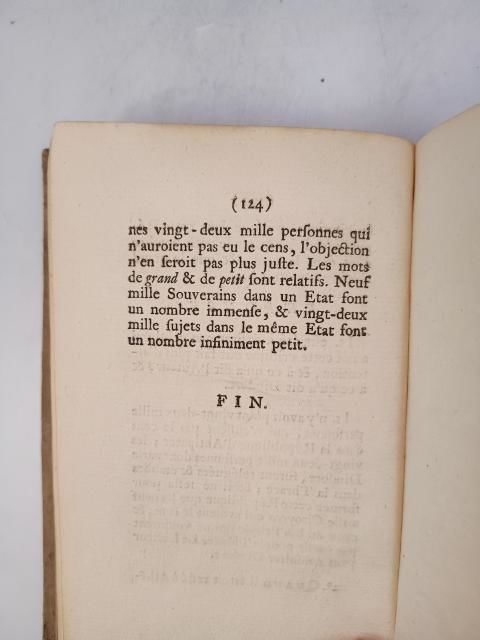 (124)
nes vingt-deux mille perſonnes qui
n'auroient pas eu le cens, l'objection
n'en ſeroit pas plus juſte. Les mots
de grand & de petit ſont relatifs. Neuf
mille Souverains dans un Etat font
un nombre immenſe, & vingt-deux
mille ſujets dans le même Etat font
un nombre infiniment petit.
FIN.